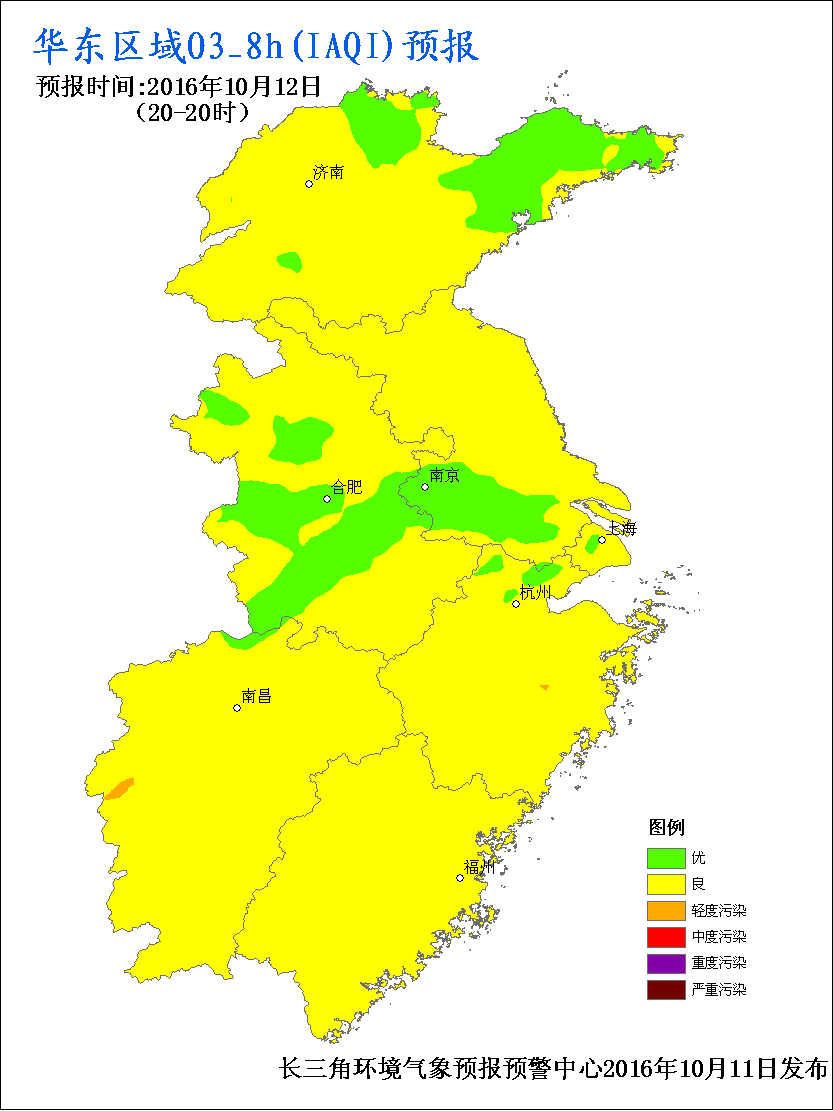 华东区域O3_8h(IAQI)预报
预报时间:2016年10月12日
(20-20时)
济南
南京
合肥
上海
杭州
南昌
福州
图例
优
良
轻度污染
中度污染
重度污染
严重污染
长三角环境气象预报预警中心2016年10月11日发布